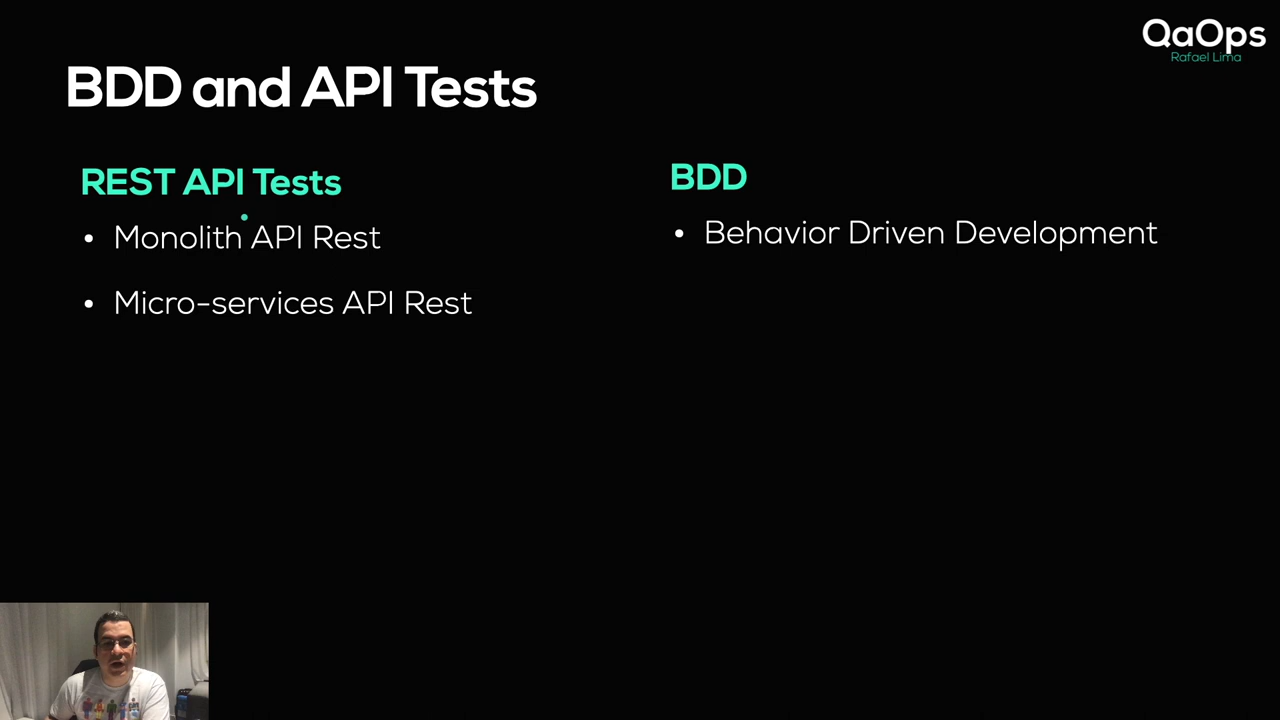 QaOps
Rafael Lima
BDD and API Tests
REST API Tests
• Monolith API Rest
• Micro-services API Rest
BDD
• Behavior Driven Development